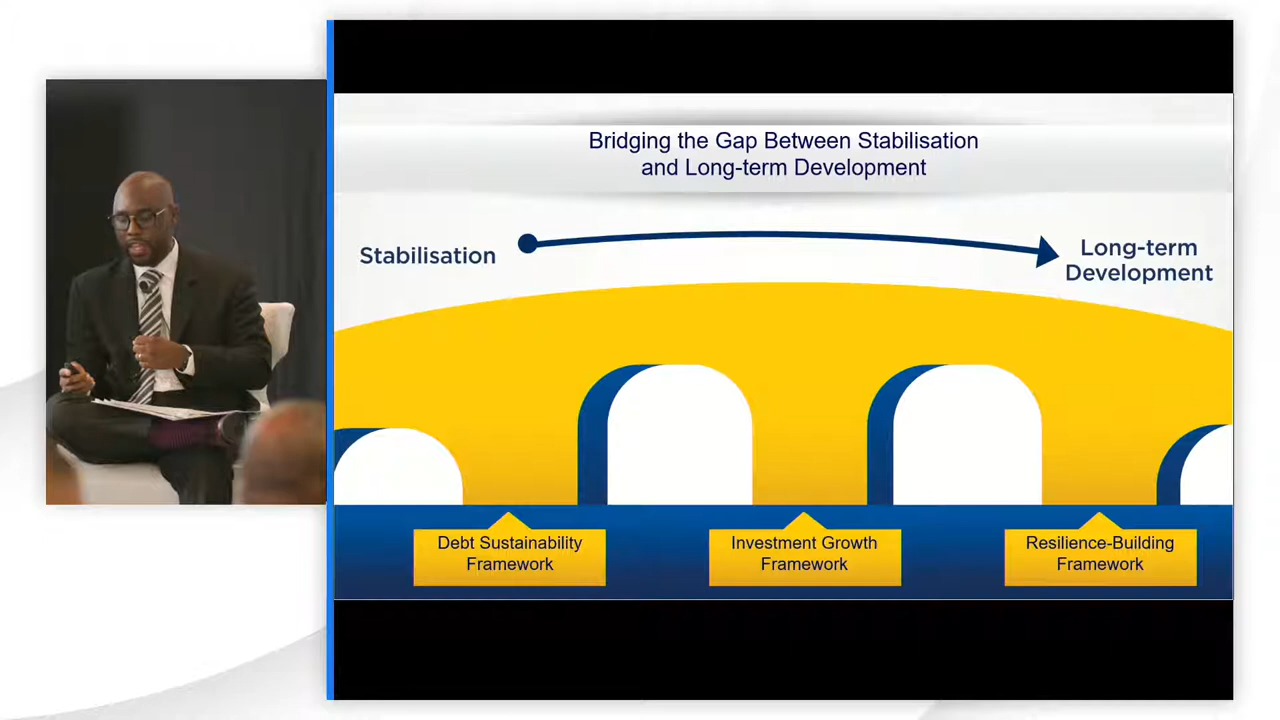 Bridging the Gap Between Stabilisation
and Long-term Development
Stabilisation
Long-term
Development
Debt Sustainability
Framework
Investment Growth
Framework
Resilience-Building
Framework